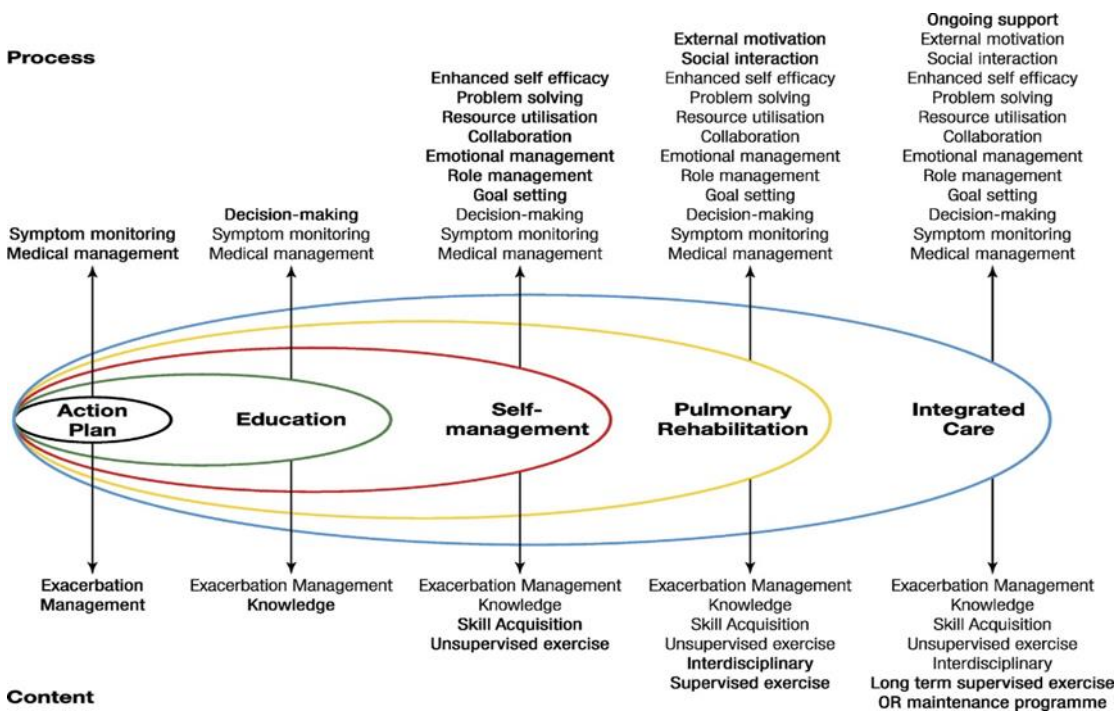 Process
Symptom monitoring
Medical management
Decision-making
Symptom monitoring
Medical management
Enhanced self efficacy
Problem solving
Resource utilisation
Collaboration
Emotional management
Role management
Goal setting
Decision-making
Symptom monitoring
Medical management
External motivation
Social interaction
Enhanced self efficacy
Problem solving
Resource utilisation
Collaboration
Emotional management
Role management
Goal setting
Decision-making
Symptom monitoring
Medical management
Ongoing support
External motivation
Social interaction
Enhanced self efficacy
Problem solving
Resource utilisation
Collaboration
Emotional management
Role management
Goal setting
Decision-making
Symptom monitoring
Medical management
Action
Plan
Education
Self-
management
Pulmonary
Rehabilitation
Integrated
Care
Exacerbation
Management
Exacerbation Management
Knowledge
Exacerbation Management
Knowledge
Skill Acquisition
Unsupervised exercise
Exacerbation Management
Knowledge
Skill Acquisition
Unsupervised exercise
Interdisciplinary
Supervised exercise
Exacerbation Management
Knowledge
Skill Acquisition
Unsupervised exercise
Interdisciplinary
Long term supervised exercise
OR maintenance programme
Content